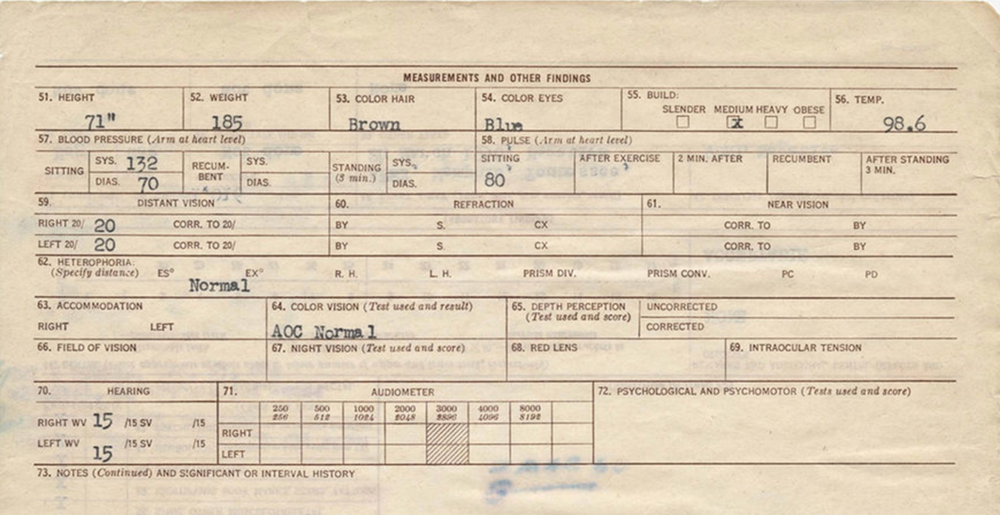 MEASUREMENTS AND OTHER FINDINGS
51. HEIGHT 52. WEIGHT 53. COLOR HAIR 54. COLOR EYES 55. BUILD: 56. TEMP.
SLENDER MEDIUM HEAVY OBESE
71" 185 Brown Blue x 98.6
57. BLOOD PRESSURE (Arm at heart level) 58. PULSE (Arm at heart level)
SITTING SYS. 132 RECUM- SYS. STANDING SYS. SITTING AFTER EXERCISE 2 MIN. AFTER RECUMBENT AFTER STANDING
DIAS. 70 BENT DIAS. (3 min.) DIAS. 80 3 MIN.
59. DISTANT VISION 60. REFRACTION 61. NEAR VISION
RIGHT 20/ 20 CORR. TO 20/ BY S. CX CORR. TO BY
LEFT 20/ 20 CORR. TO 20/ BY S. CX CORR. TO BY
62. HETEROPHORIA:
(Specify distance) ES° EX° R. H. L. H. PRISM DIV. PRISM CONV. PC PD
Normal
63. ACCOMMODATION 64. COLOR VISION (Test used and result) 65. DEPTH PERCEPTION UNCORRECTED
(Test used and score)
RIGHT LEFT AOC Normal CORRECTED
66. FIELD OF VISION 67. NIGHT VISION (Test used and score) 68. RED LENS 69. INTRAOCULAR TENSION
70. HEARING 71. AUDIOMETER 72. PSYCHOLOGICAL AND PSYCHOMOTOR (Tests used and score)
250 500 1000 2000 3000 4000 8000
256 512 1024 2048 2896 4096 8192
RIGHT WV 15 /15 SV /15 RIGHT
LEFT WV 15 /15 SV /15 LEFT
73. NOTES (Continued) AND SIGNIFICANT OR INTERVAL HISTORY